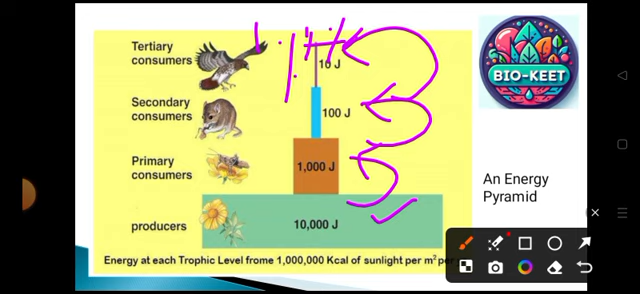 Tertiary
consumers
10 J
Secondary
consumers
100 J
Primary
consumers
1,000 J
producers
10,000 J
Energy at each Trophic Level frome 1,000,000 Kcal of sunlight per m² per
BIO-KEET
An Energy
Pyramid